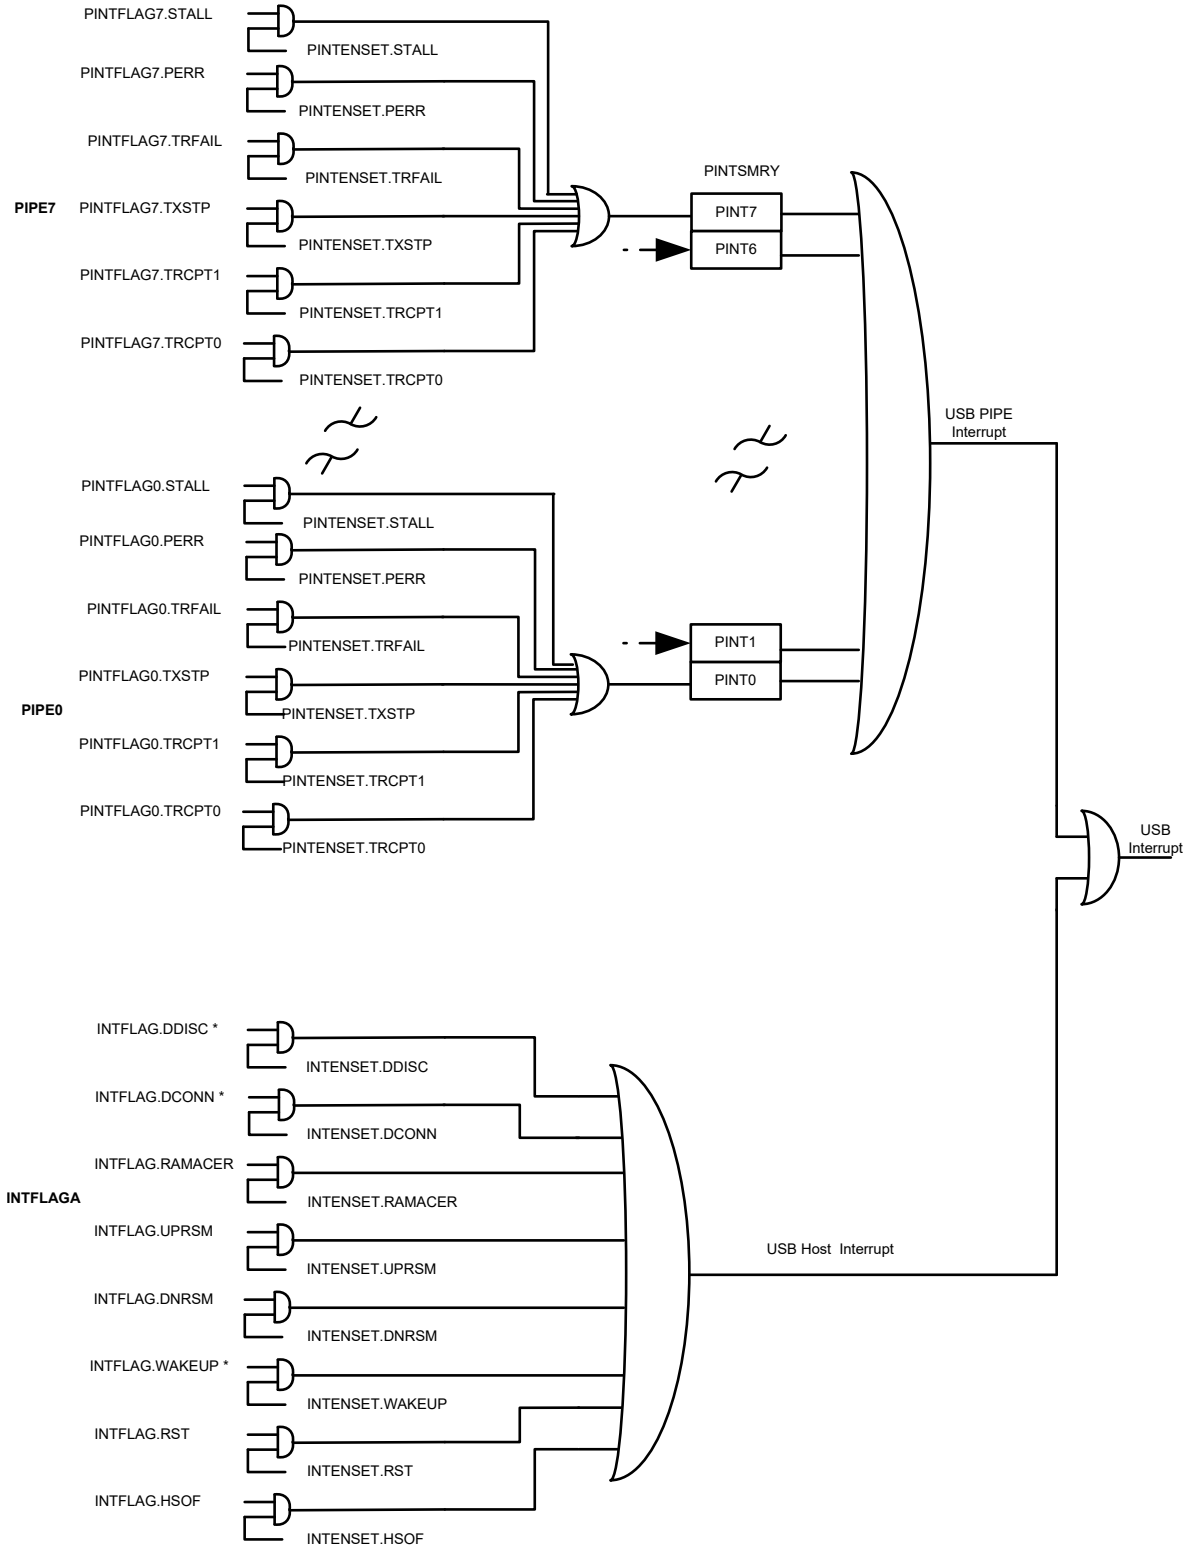 PINTFLAG7.STALL
PINTENSET.STALL
PINTFLAG7.PERR
PINTENSET.PERR
PINTFLAG7.TRFAIL
PINTENSET.TRFAIL
PIPE7
PINTFLAG7.TXSTP
PINTENSET.TXSTP
PINTFLAG7.TRCPT1
PINTENSET.TRCPT1
PINTFLAG7.TRCPT0
PINTENSET.TRCPT0
PINTSMRY
PINT7
PINT6
USB PIPE
Interrupt
PINTFLAG0.STALL
PINTENSET.STALL
PINTFLAG0.PERR
PINTENSET.PERR
PINTFLAG0.TRFAIL
PINTENSET.TRFAIL
PINTFLAG0.TXSTP
PINTENSET.TXSTP
PIPE0
PINTFLAG0.TRCPT1
PINTENSET.TRCPT1
PINTFLAG0.TRCPT0
PINTENSET.TRCPT0
PINT1
PINT0
USB
Interrupt
INTFLAG.DDISC *
INTENSET.DDISC
INTFLAG.DCONN *
INTENSET.DCONN
INTFLAG.RAMACER
INTENSET.RAMACER
INTFLAGA
INTFLAG.UPRSM
INTENSET.UPRSM
INTFLAG.DNRSM
INTENSET.DNRSM
INTFLAG.WAKEUP *
INTENSET.WAKEUP
INTFLAG.RST
INTENSET.RST
INTFLAG.HSOF
INTENSET.HSOF
USB Host Interrupt